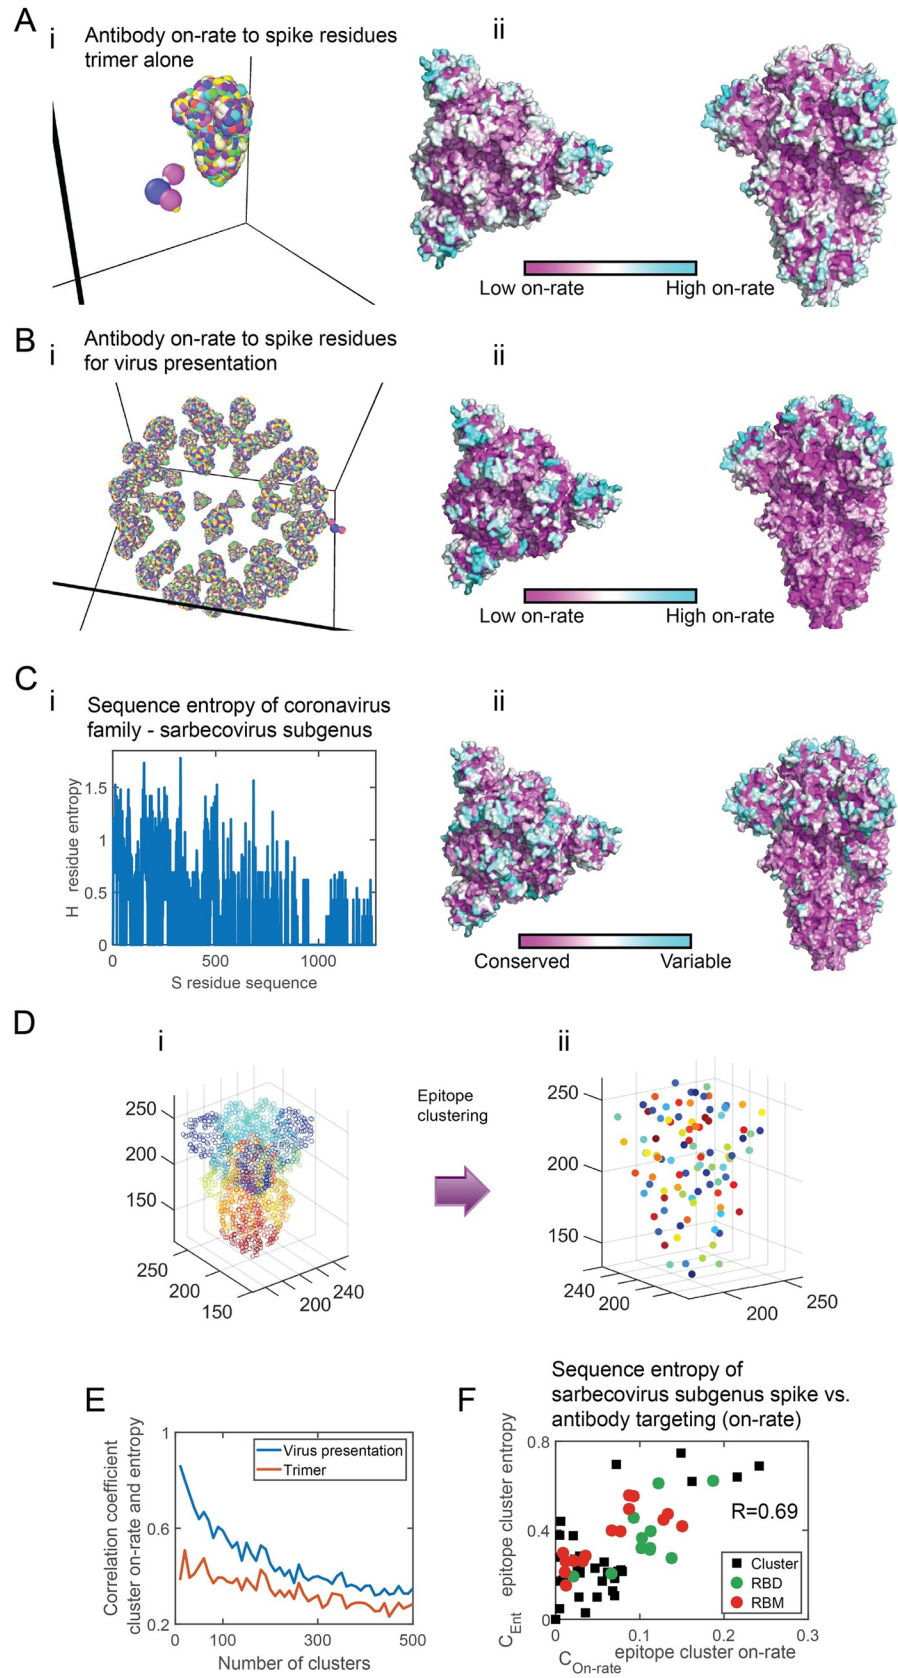 A
i
Antibody on-rate to spike residues
trimer alone
ii
Low on-rate
High on-rate
B
i
Antibody on-rate to spike residues
for virus presentation
ii
Low on-rate
High on-rate
C
i
Sequence entropy of coronavirus
family - sarbecovirus subgenus
ii
H residue entropy
1.5
1
0.5
0
0
500
1000
S residue sequence
Conserved
Variable
D
i
250
200
150
250
200
150
200
240
Epitope
clustering
ii
250
200
150
240
200
200
250
E
Correlation coefficient
cluster on-rate and entropy
1
0.6
0.2
0
100
300
500
Number of clusters
Virus presentation
Trimer
F
Sequence entropy of
sarbecovirus subgenus spike vs.
antibody targeting (on-rate)
C_Ent epitope cluster entropy
0.8
0.4
0
0
0.1
0.2
0.3
R=0.69
Cluster
RBD
RBM
C_On-rate epitope cluster on-rate